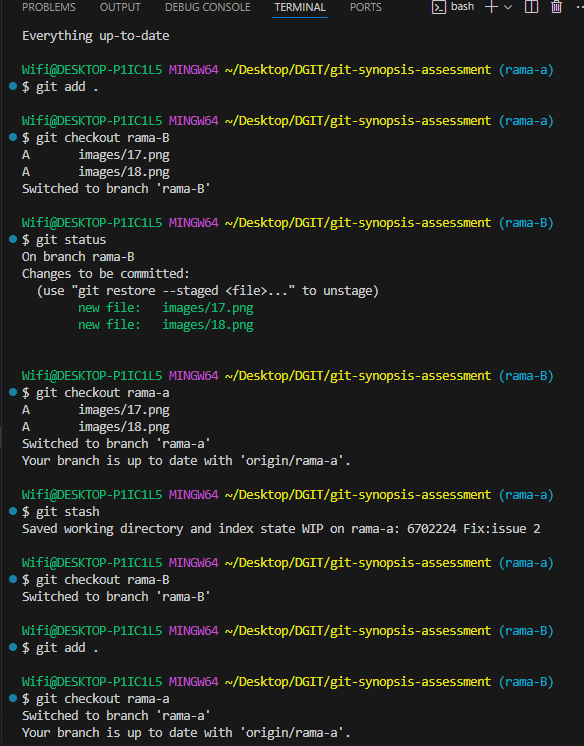 PROBLEMS OUTPUT DEBUG CONSOLE TERMINAL PORTS bash
Everything up-to-date
Wifi@DESKTOP-P1IC1L5 MINGW64 ~/Desktop/DGIT/git-synopsis-assessment (rama-a)
$ git add .
Wifi@DESKTOP-P1IC1L5 MINGW64 ~/Desktop/DGIT/git-synopsis-assessment (rama-a)
$ git checkout rama-B
A       images/17.png
A       images/18.png
Switched to branch 'rama-B'
Wifi@DESKTOP-P1IC1L5 MINGW64 ~/Desktop/DGIT/git-synopsis-assessment (rama-B)
$ git status
On branch rama-B
Changes to be committed:
  (use "git restore --staged <file>..." to unstage)
        new file:   images/17.png
        new file:   images/18.png
Wifi@DESKTOP-P1IC1L5 MINGW64 ~/Desktop/DGIT/git-synopsis-assessment (rama-B)
$ git checkout rama-a
A       images/17.png
A       images/18.png
Switched to branch 'rama-a'
Your branch is up to date with 'origin/rama-a'.
Wifi@DESKTOP-P1IC1L5 MINGW64 ~/Desktop/DGIT/git-synopsis-assessment (rama-a)
$ git stash
Saved working directory and index state WIP on rama-a: 6702224 Fix:issue 2
Wifi@DESKTOP-P1IC1L5 MINGW64 ~/Desktop/DGIT/git-synopsis-assessment (rama-a)
$ git checkout rama-B
Switched to branch 'rama-B'
Wifi@DESKTOP-P1IC1L5 MINGW64 ~/Desktop/DGIT/git-synopsis-assessment (rama-B)
$ git add .
Wifi@DESKTOP-P1IC1L5 MINGW64 ~/Desktop/DGIT/git-synopsis-assessment (rama-B)
$ git checkout rama-a
Switched to branch 'rama-a'
Your branch is up to date with 'origin/rama-a'.